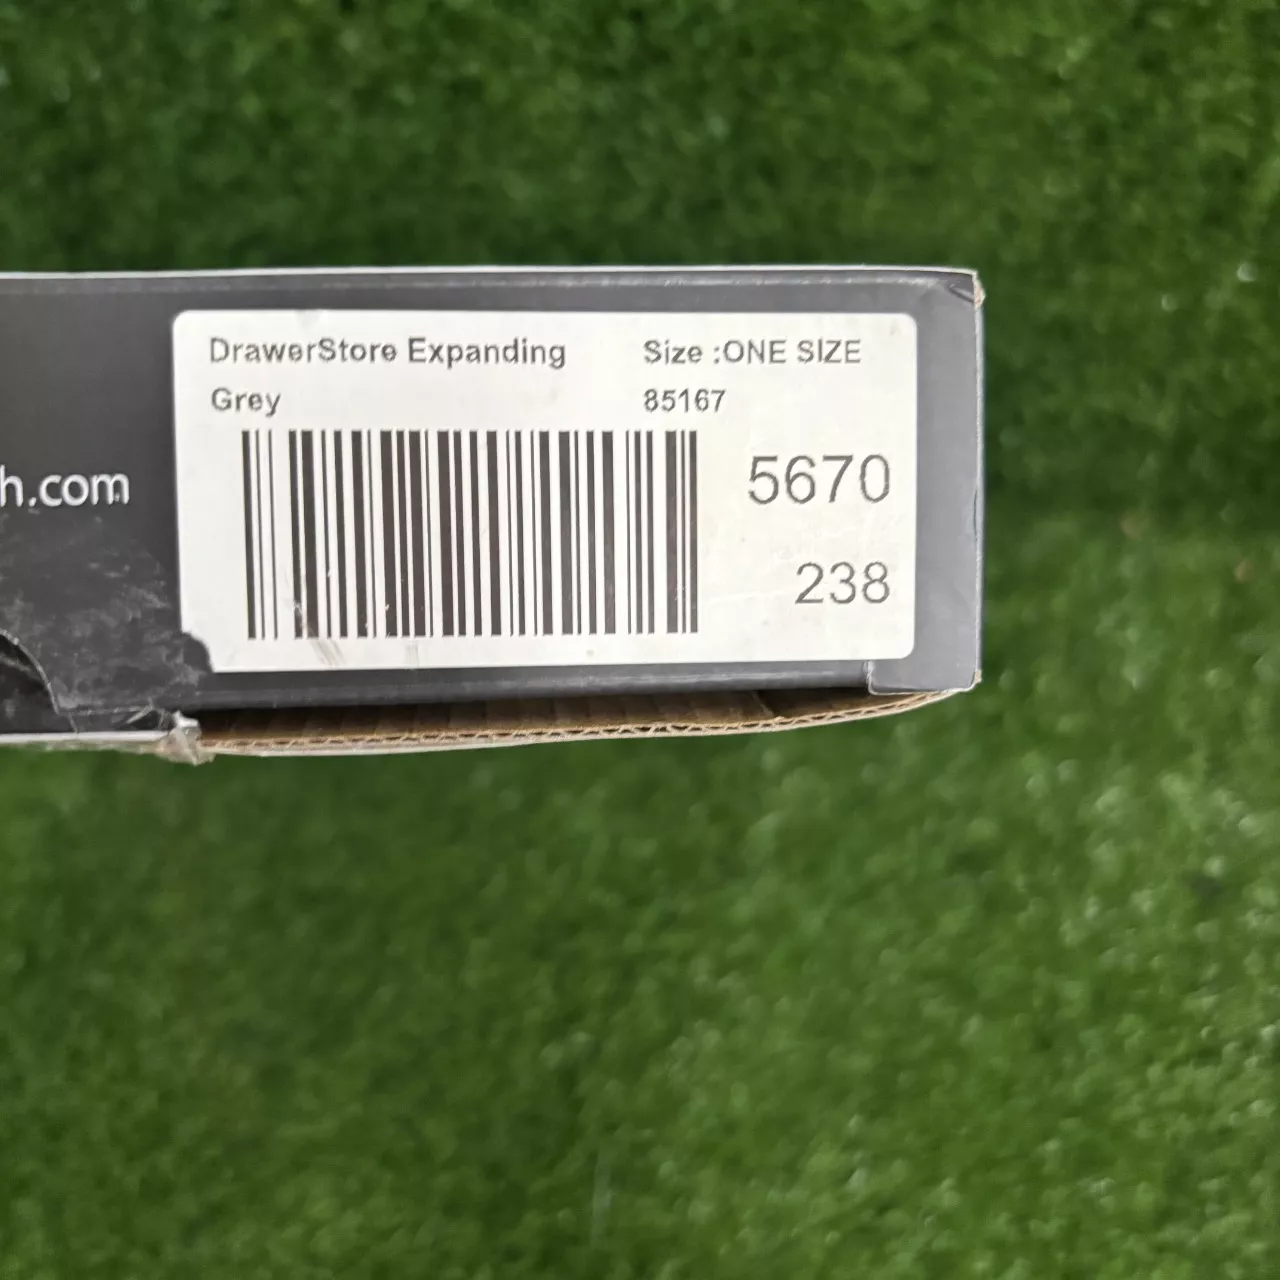 DrawerStore Expanding
Grey
Size :ONE SIZE
85167
5670
238
h.com